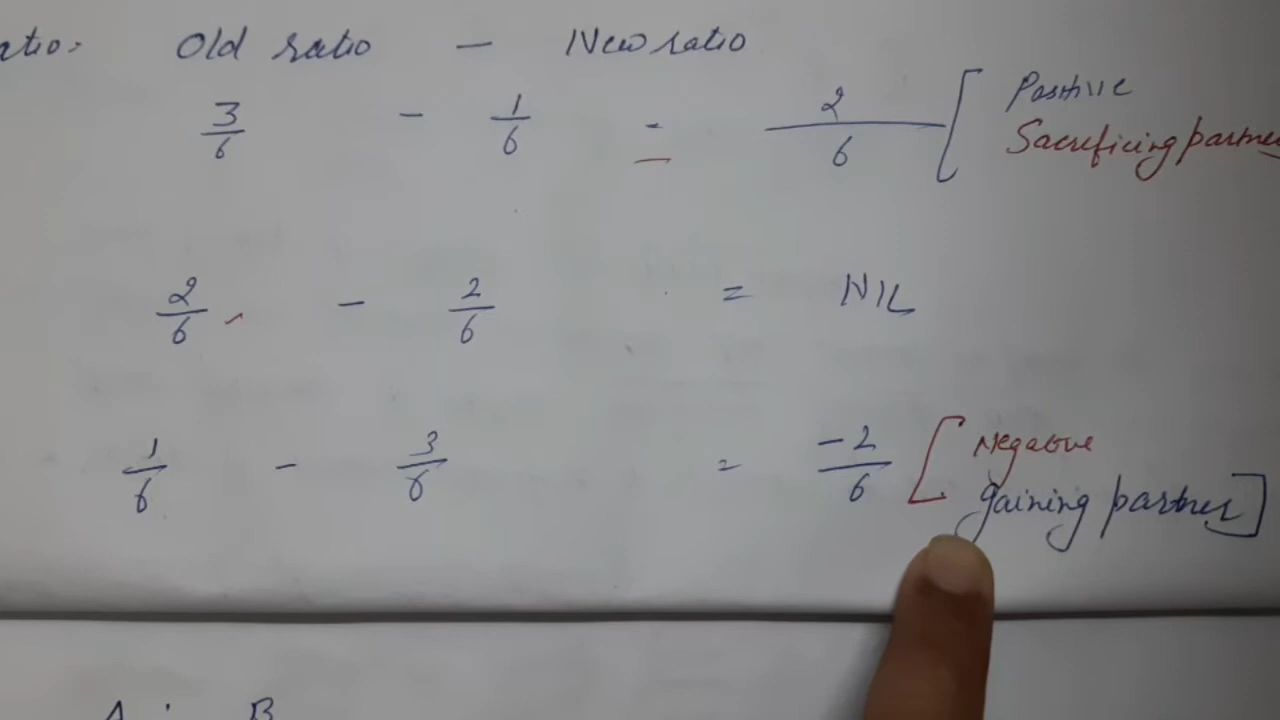 atio. Old ratio - New ratio
3/6 - 1/6 = 2/6 [ Positive
Sacrificing partne
2/6 - 2/6 = NIL
1/6 - 3/6 = -2/6 [ Negative
gaining partner]
A : B